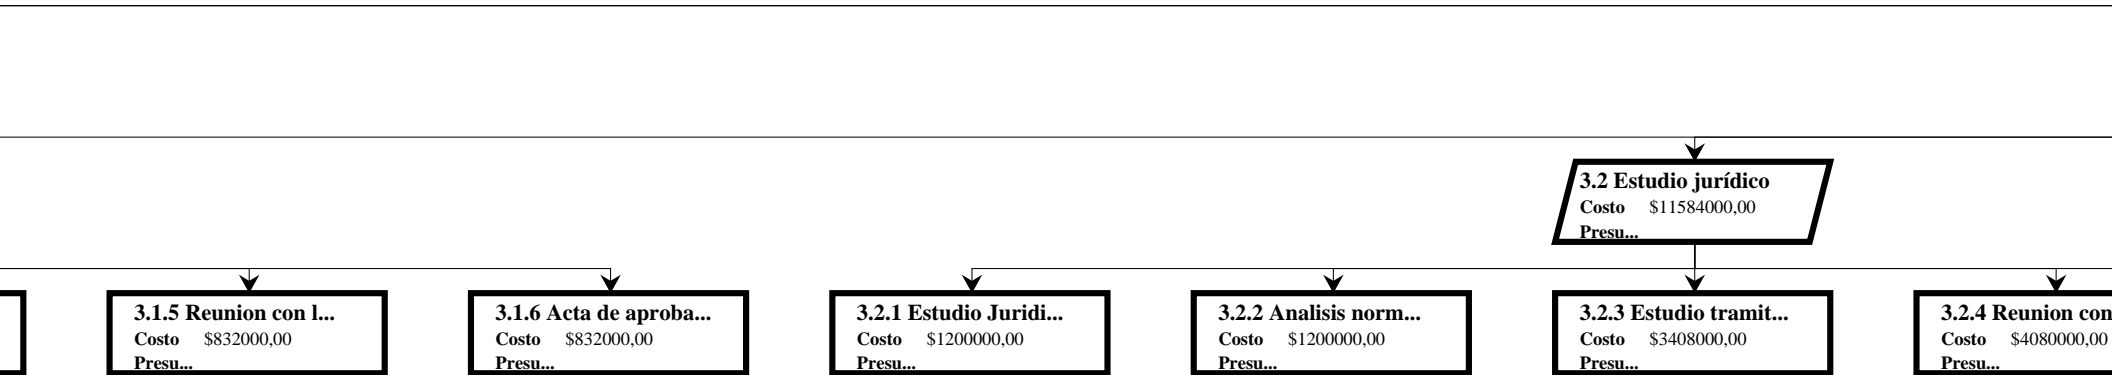 3.2 Estudio jurídico
Costo $11584000,00
Presu...
3.1.5 Reunion con l...
Costo $832000,00
Presu...
3.1.6 Acta de aproba...
Costo $832000,00
Presu...
3.2.1 Estudio Juridi...
Costo $1200000,00
Presu...
3.2.2 Analisis norm...
Costo $1200000,00
Presu...
3.2.3 Estudio tramit...
Costo $3408000,00
Presu...
3.2.4 Reunion con
Costo $4080000,00
Presu...